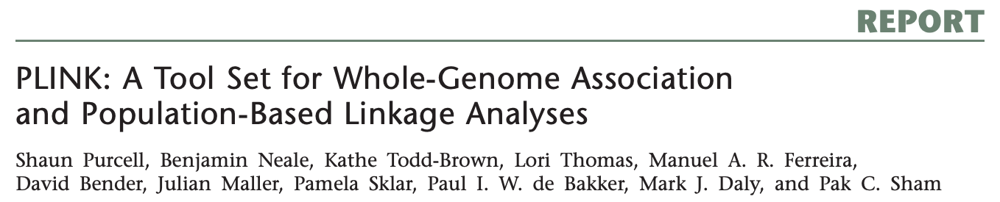 REPORT
PLINK: A Tool Set for Whole-Genome Association
and Population-Based Linkage Analyses
Shaun Purcell, Benjamin Neale, Kathe Todd-Brown, Lori Thomas, Manuel A. R. Ferreira,
David Bender, Julian Maller, Pamela Sklar, Paul I. W. de Bakker, Mark J. Daly, and Pak C. Sham